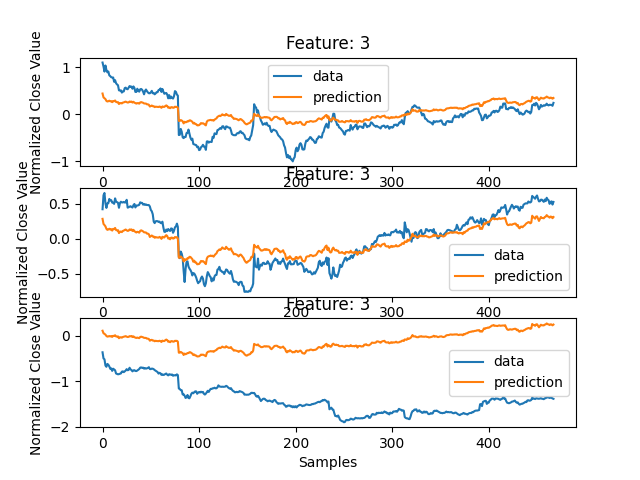 Feature: 3
Normalized Close Value
1
0
−1
data
prediction
0
100
200
300
400
Feature: 3
Normalized Close Value
0.5
0.0
−0.5
data
prediction
0
100
200
300
400
Feature: 3
Normalized Close Value
0
−1
−2
data
prediction
0
100
200
300
400
Samples